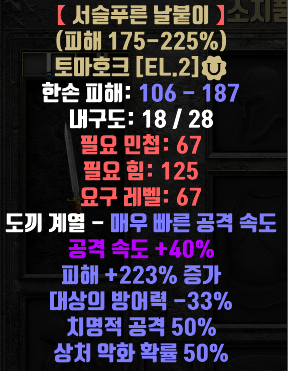 【 서슬푸른 날붙이 】
(피해 175-225%)
토마호크 [EL.2]
한손 피해: 106 - 187
내구도: 18 / 28
필요 민첩: 67
필요 힘: 125
요구 레벨: 67
도끼 계열 - 매우 빠른 공격 속도
공격 속도 +40%
피해 +223% 증가
대상의 방어력 -33%
치명적 공격 50%
상처 악화 확률 50%